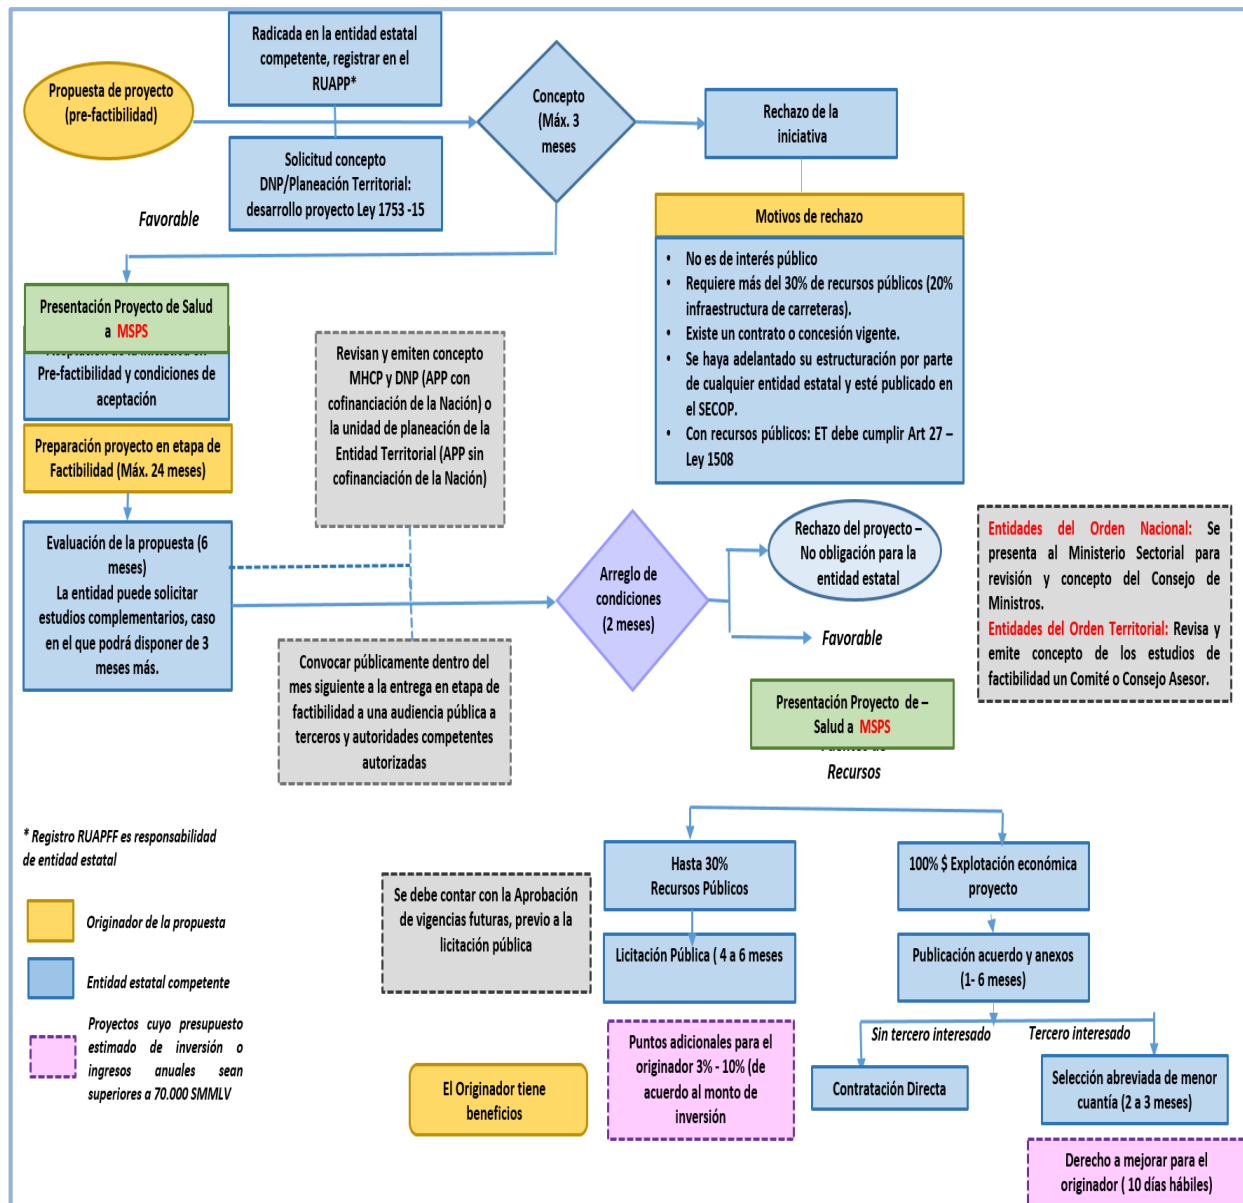 Propuesta de proyecto
(pre-factibilidad)
Radicada en la entidad estatal
competente, registrar en el
RUAPP*
Solicitud concepto
DNP/Planeación Territorial:
desarrollo proyecto Ley 1753 -15
Concepto
(Máx. 3
meses
Rechazo de la
iniciativa
Favorable
Motivos de rechazo
• No es de interés público
• Requiere más del 30% de recursos públicos (20%
infraestructura de carreteras).
• Existe un contrato o concesión vigente.
• Se haya adelantado su estructuración por parte
de cualquier entidad estatal y esté publicado en
el SECOP.
• Con recursos públicos: ET debe cumplir Art 27 –
Ley 1508
Presentación Proyecto de Salud
a MSPS
Pre-factibilidad y condiciones de
aceptación
Preparación proyecto en etapa de
Factibilidad (Máx. 24 meses)
Evaluación de la propuesta (6
meses)
La entidad puede solicitar
estudios complementarios, caso
en el que podrá disponer de 3
meses más.
Revisan y emiten concepto
MHCP y DNP (APP con
cofinanciación de la Nación) o
la unidad de planeación de la
Entidad Territorial (APP sin
cofinanciación de la Nación)
Convocar públicamente dentro del
mes siguiente a la entrega en etapa de
factibilidad a una audiencia pública a
terceros y autoridades competentes
autorizadas
Arreglo de
condiciones
(2 meses)
Rechazo del proyecto –
No obligación para la
entidad estatal
Favorable
Entidades del Orden Nacional: Se
presenta al Ministerio Sectorial para
revisión y concepto del Consejo de
Ministros.
Entidades del Orden Territorial: Revisa y
emite concepto de los estudios de
factibilidad un Comité o Consejo Asesor.
Presentación Proyecto de –
Salud a MSPS
Recursos
Hasta 30%
Recursos Públicos
100% $ Explotación económica
proyecto
Se debe contar con la Aprobación
de vigencias futuras, previo a la
licitación pública
Licitación Pública ( 4 a 6 meses
Publicación acuerdo y anexos
(1- 6 meses)
Sin tercero interesado
Tercero interesado
Contratación Directa
Selección abreviada de menor
cuantía (2 a 3 meses)
Puntos adicionales para el
originador 3% - 10% (de
acuerdo al monto de
inversión
El Originador tiene
beneficios
Derecho a mejorar para el
originador ( 10 días hábiles)
* Registro RUAPFF es responsabilidad
de entidad estatal
Originador de la propuesta
Entidad estatal competente
Proyectos cuyo presupuesto
estimado de inversión o
ingresos anuales sean
superiores a 70.000 SMMLV